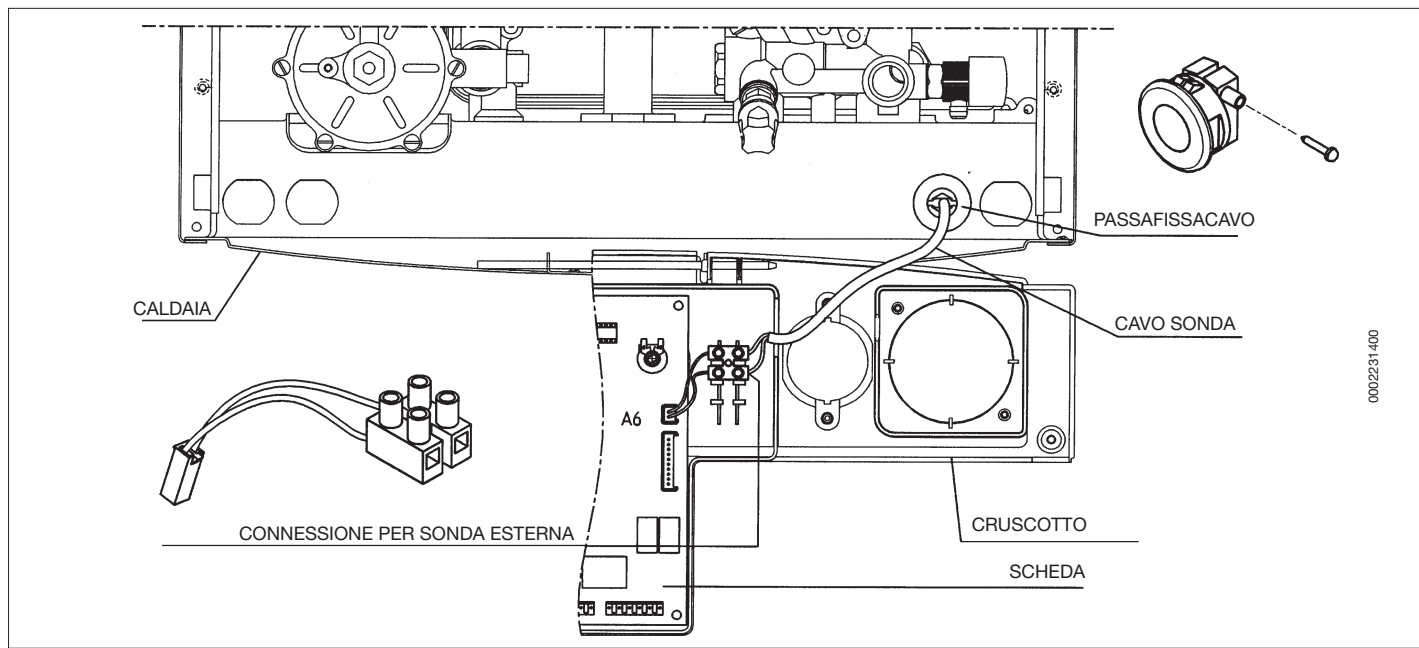 PASSAFISSACAVO
CALDAIA
CAVO SONDA
0002231400
A6
CONNESSIONE PER SONDA ESTERNA
CRUSCOTTO
SCHEDA